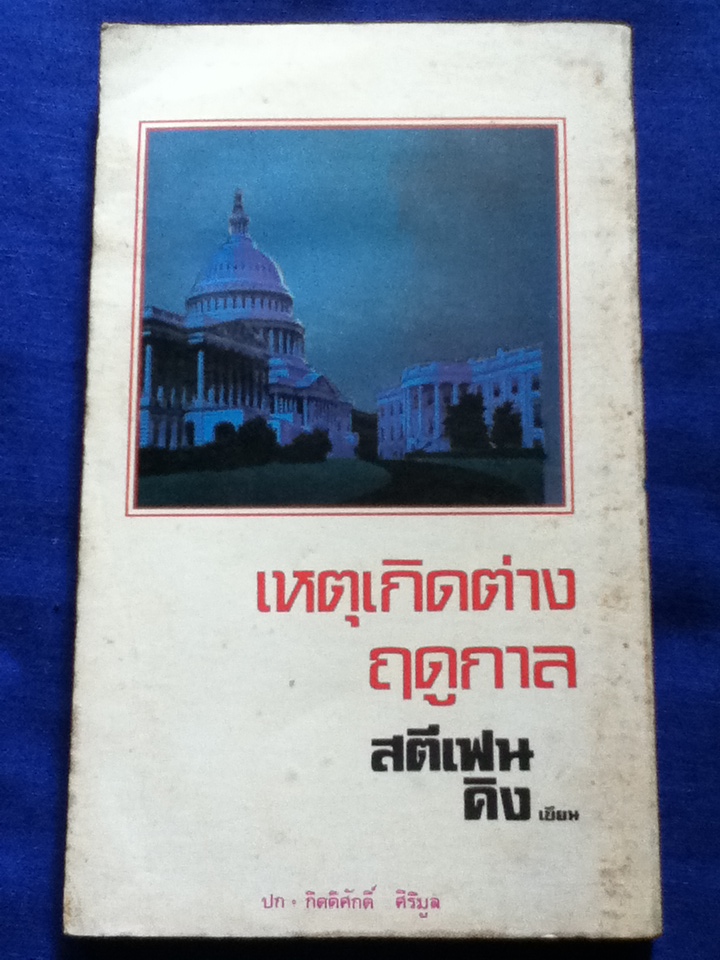 เหตุเกิดต่าง
ฤดูกาล
สตีเฟน
คิง เขียน
ปก • กิตติศักดิ์ ศิริมูล